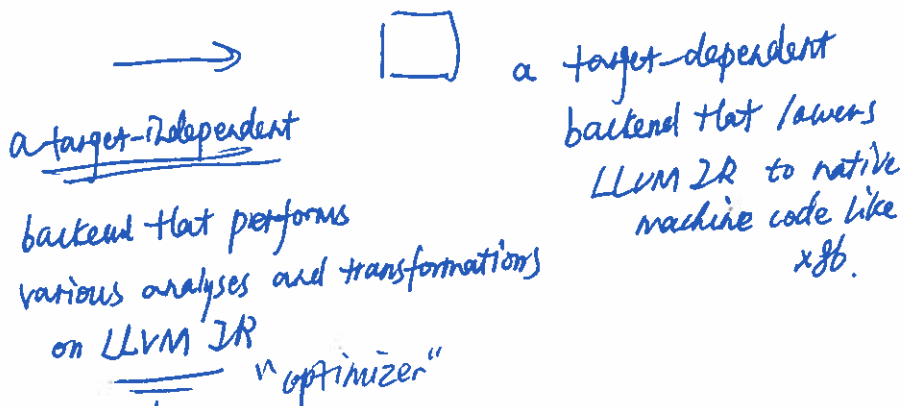 a target-independent
backend that performs
various analyses and transformations
on LLVM IR
"optimizer"
a target-dependent
backend that lowers
LLVM IR to native
machine code like
x86.